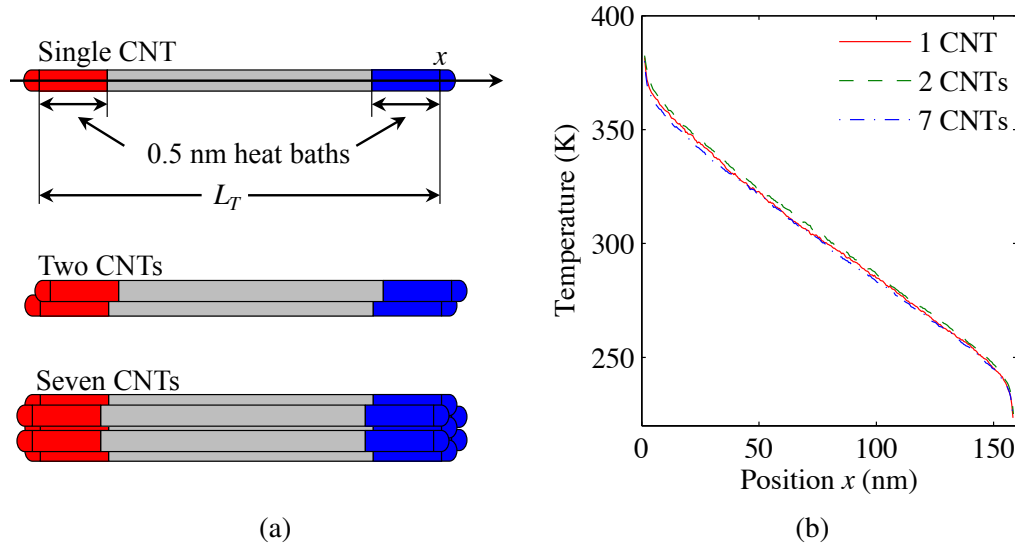 Single CNT
x
0.5 nm heat baths
L_T
Two CNTs
Seven CNTs
(a)
400
350
300
250
Temperature (K)
1 CNT
2 CNTs
7 CNTs
0
50
100
150
Position x (nm)
(b)